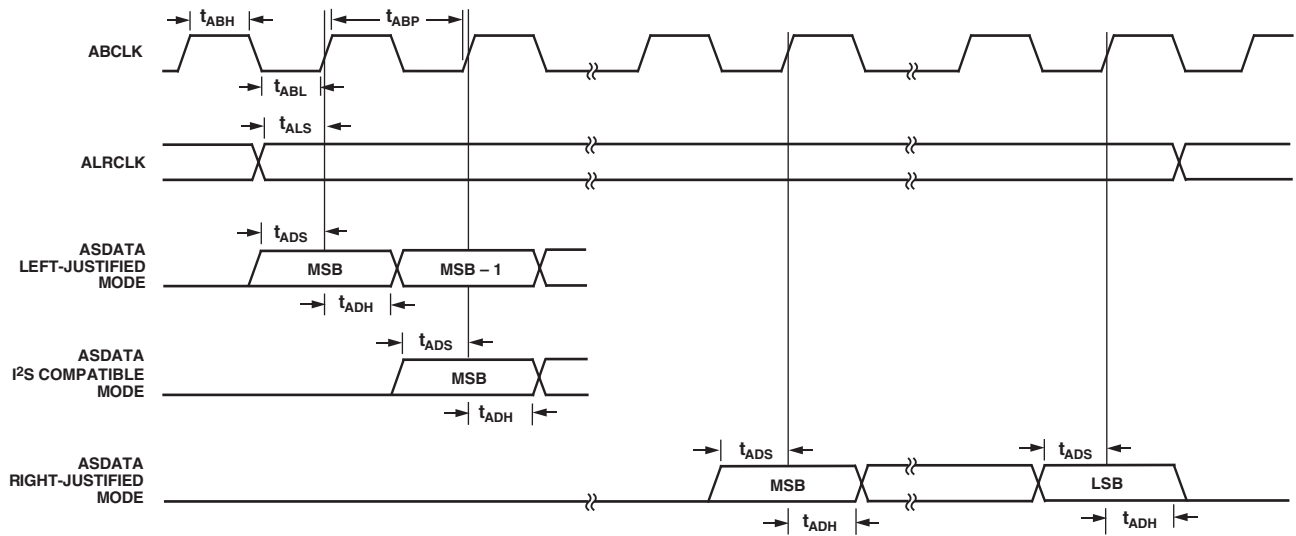 tABH
tABP
ABCLK
tABL
tALS
ALRCLK
tADS
ASDATA
LEFT-JUSTIFIED
MODE
MSB
MSB – 1
tADH
tADS
ASDATA
I²S COMPATIBLE
MODE
MSB
tADH
tADS
tADS
ASDATA
RIGHT-JUSTIFIED
MODE
MSB
LSB
tADH
tADH